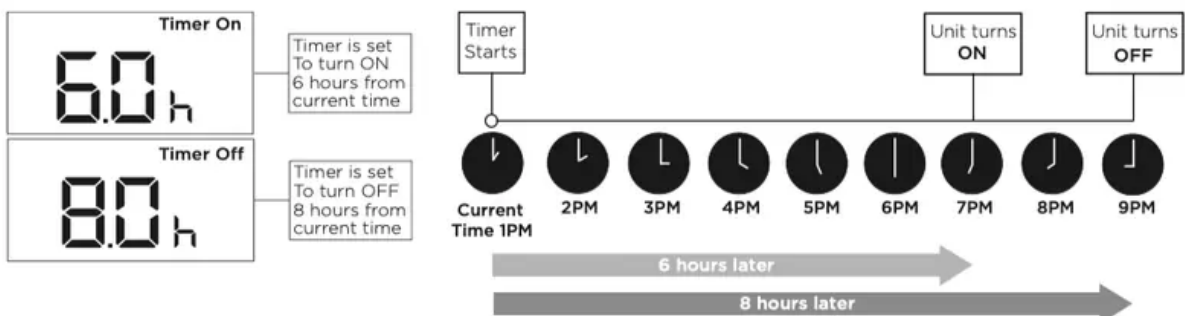 Timer On
6.0h
Timer is set
To turn ON
6 hours from
current time
Timer Off
8.0h
Timer is set
To turn OFF
8 hours from
current time
Timer
Starts
Unit turns
ON
Unit turns
OFF
Current
Time 1PM
2PM
3PM
4PM
5PM
6PM
7PM
8PM
9PM
6 hours later
8 hours later